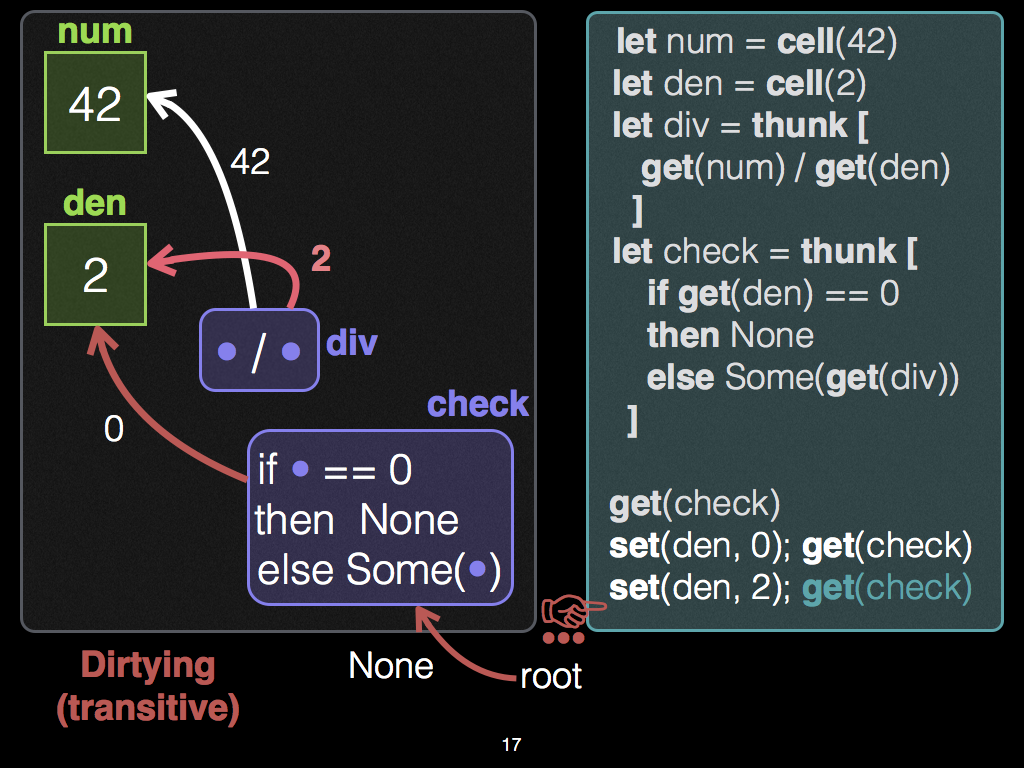 num
42
42
den
2
2
• / •
div
0
check
if • == 0
then None
else Some(•)
Dirtying
(transitive)
None
root
let num = cell(42)
let den = cell(2)
let div = thunk [
get(num) / get(den)
]
let check = thunk [
if get(den) == 0
then None
else Some(get(div))
]
get(check)
set(den, 0); get(check)
set(den, 2); get(check)
17